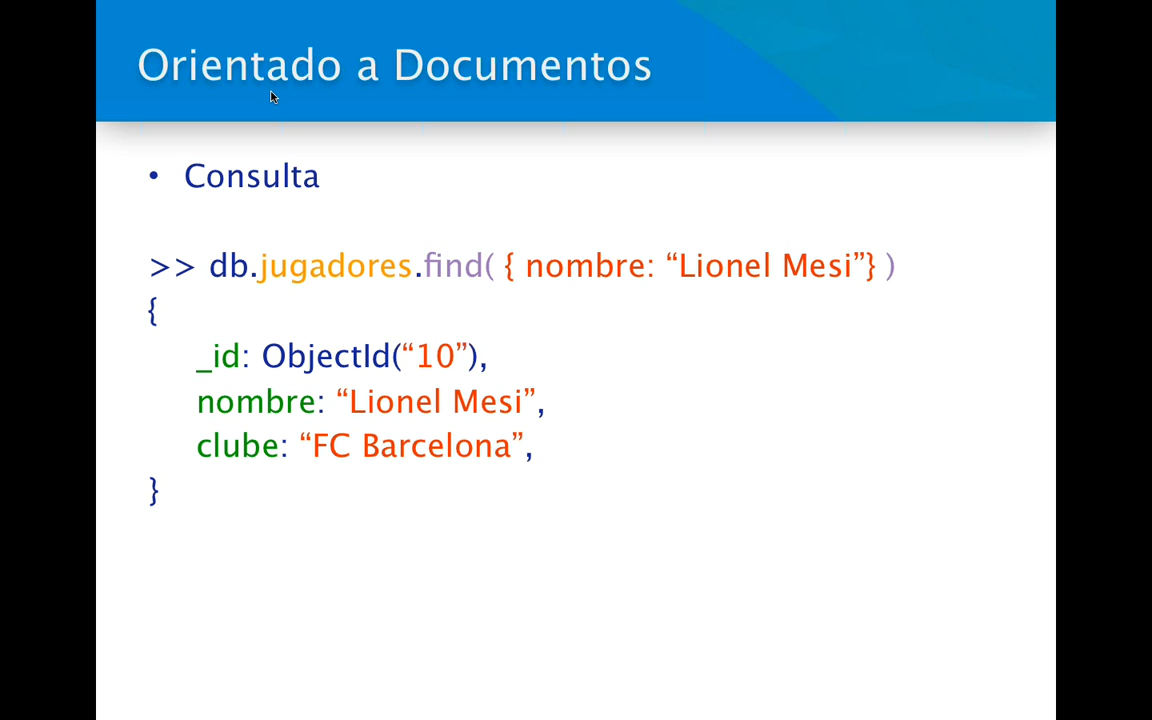 Orientado a Documentos
• Consulta
>> db.jugadores.find( { nombre: “Lionel Mesi”} )
{
_id: ObjectId(“10”),
nombre: “Lionel Mesi”,
clube: “FC Barcelona”,
}